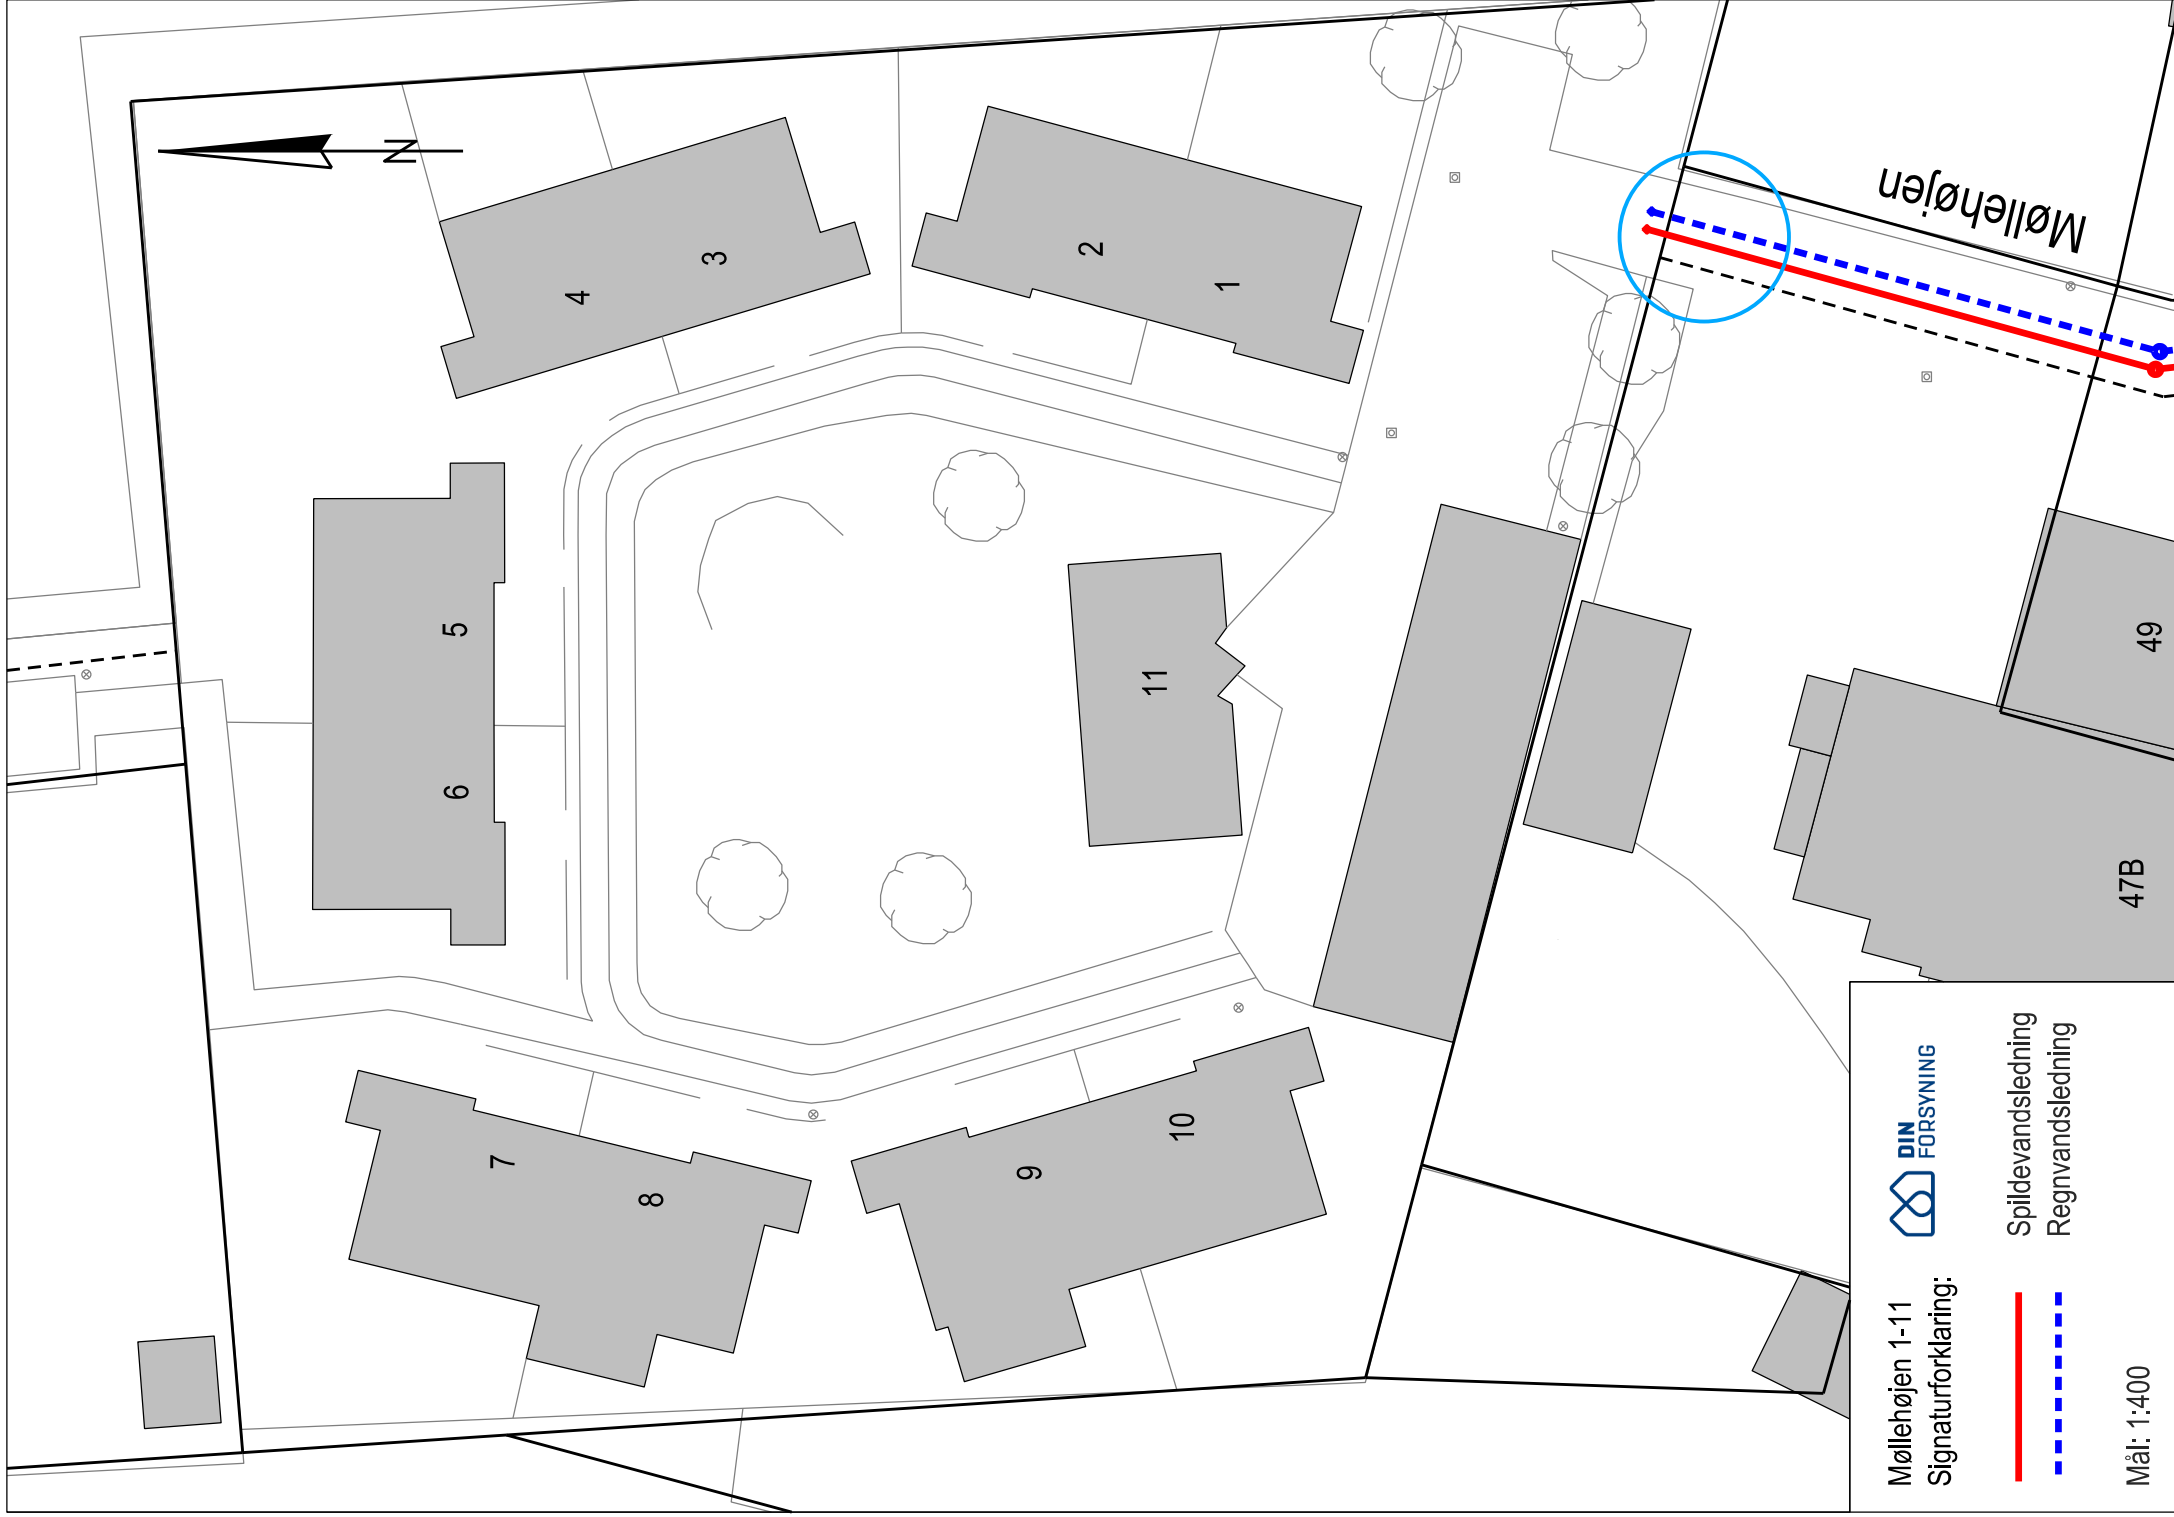 N
4
3
2
1
5
6
11
7
8
9
10
49
47B
Møllehøjen
DIN
FORSYNING
Møllehøjen 1-11
Signaturforklaring:
Spildevandsledning
Regnvandsledning
Mål: 1:400